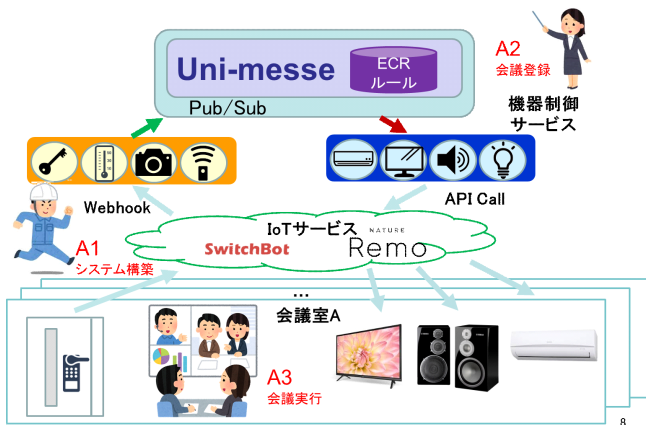 Uni-messe
ECR
ルール
Pub/Sub
A2
会議登録
機器制御
サービス
Webhook
API Call
A1
システム構築
IoTサービス
SwitchBot
NATURE
Remo
...
会議室A
A3
会議実行
8